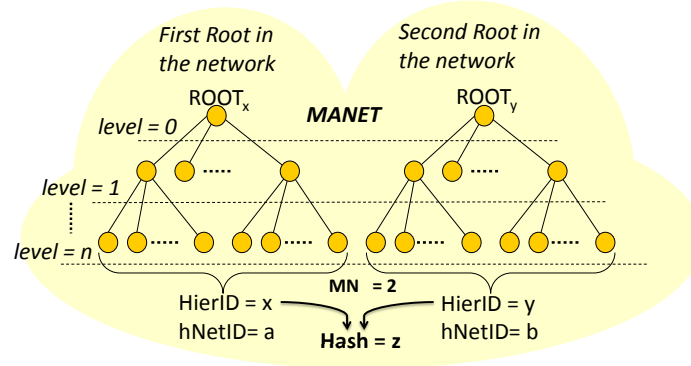 First Root in
the network
Second Root in
the network
ROOTx
MANET
ROOTy
level = 0
level = 1
level = n
MN = 2
HierID = x
hNetID= a
HierID = y
hNetID= b
Hash = z